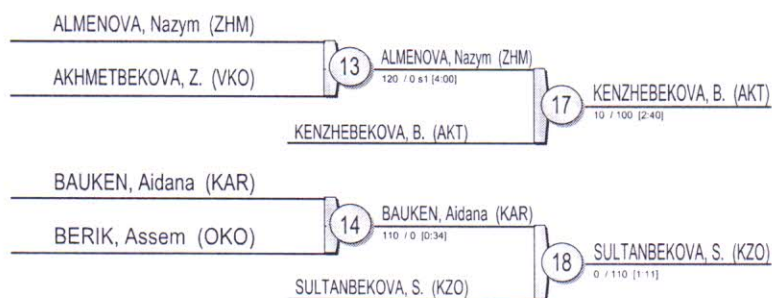 ALMENOVA, Nazym (ZHM)
AKHMETBEKOVA, Z. (VKO)
13
ALMENOVA, Nazym (ZHM)
120 / 0 s1 [4:00]
KENZHEBEKOVA, B. (AKT)
17
KENZHEBEKOVA, B. (AKT)
10 / 100 [2:40]
BAUKEN, Aidana (KAR)
BERIK, Assem (OKO)
14
BAUKEN, Aidana (KAR)
110 / 0 [0:34]
SULTANBEKOVA, S. (KZO)
18
SULTANBEKOVA, S. (KZO)
0 / 110 [1:11]